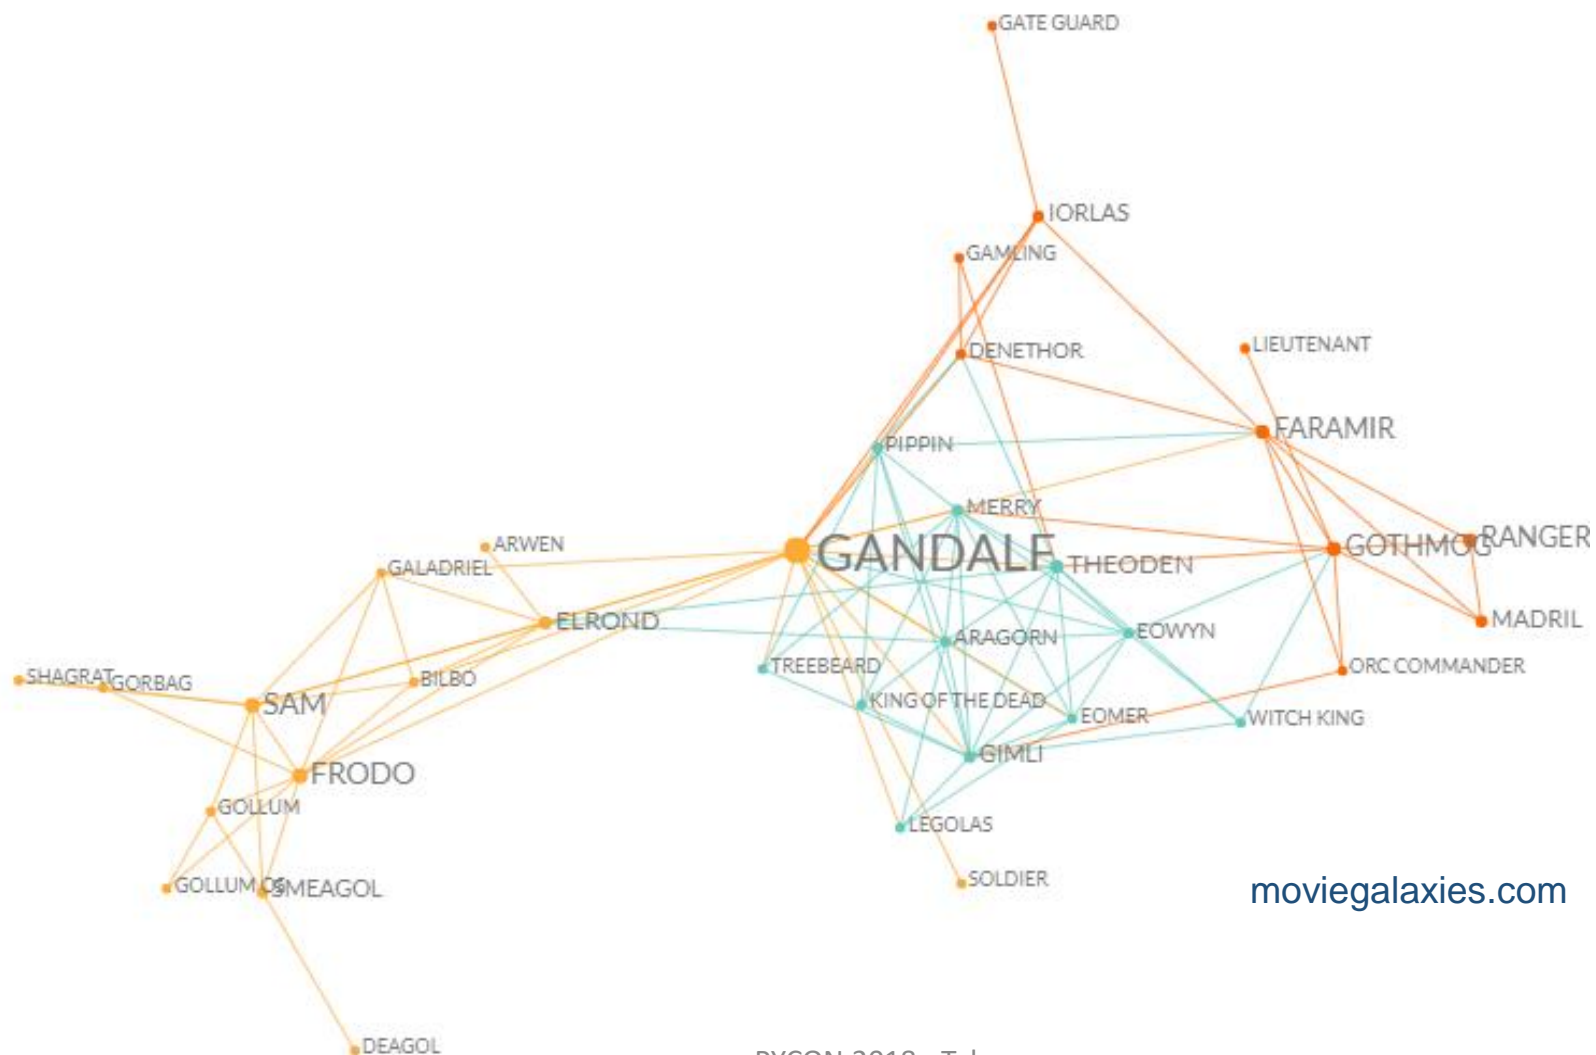 GATE GUARD
IORLAS
GAMLING
LIEUTENANT
DENETHOR
FARAMIR
PIPPIN
MERRY
RANGER
GOTHMOG
ARWEN
GANDALF
THEODEN
GALADRIEL
ELROND
MADRIL
EOWYN
ARAGORN
TREEBEARD
ORC COMMANDER
SHAGRAT
GORBAG
BILBO
KING OF THE DEAD
SAM
EOMER
WITCH KING
GIMLI
FRODO
GOLLUM
LEGOLAS
SOLDIER
GOLLUM OS
SMEAGOL
moviegalaxies.com
DEAGOL